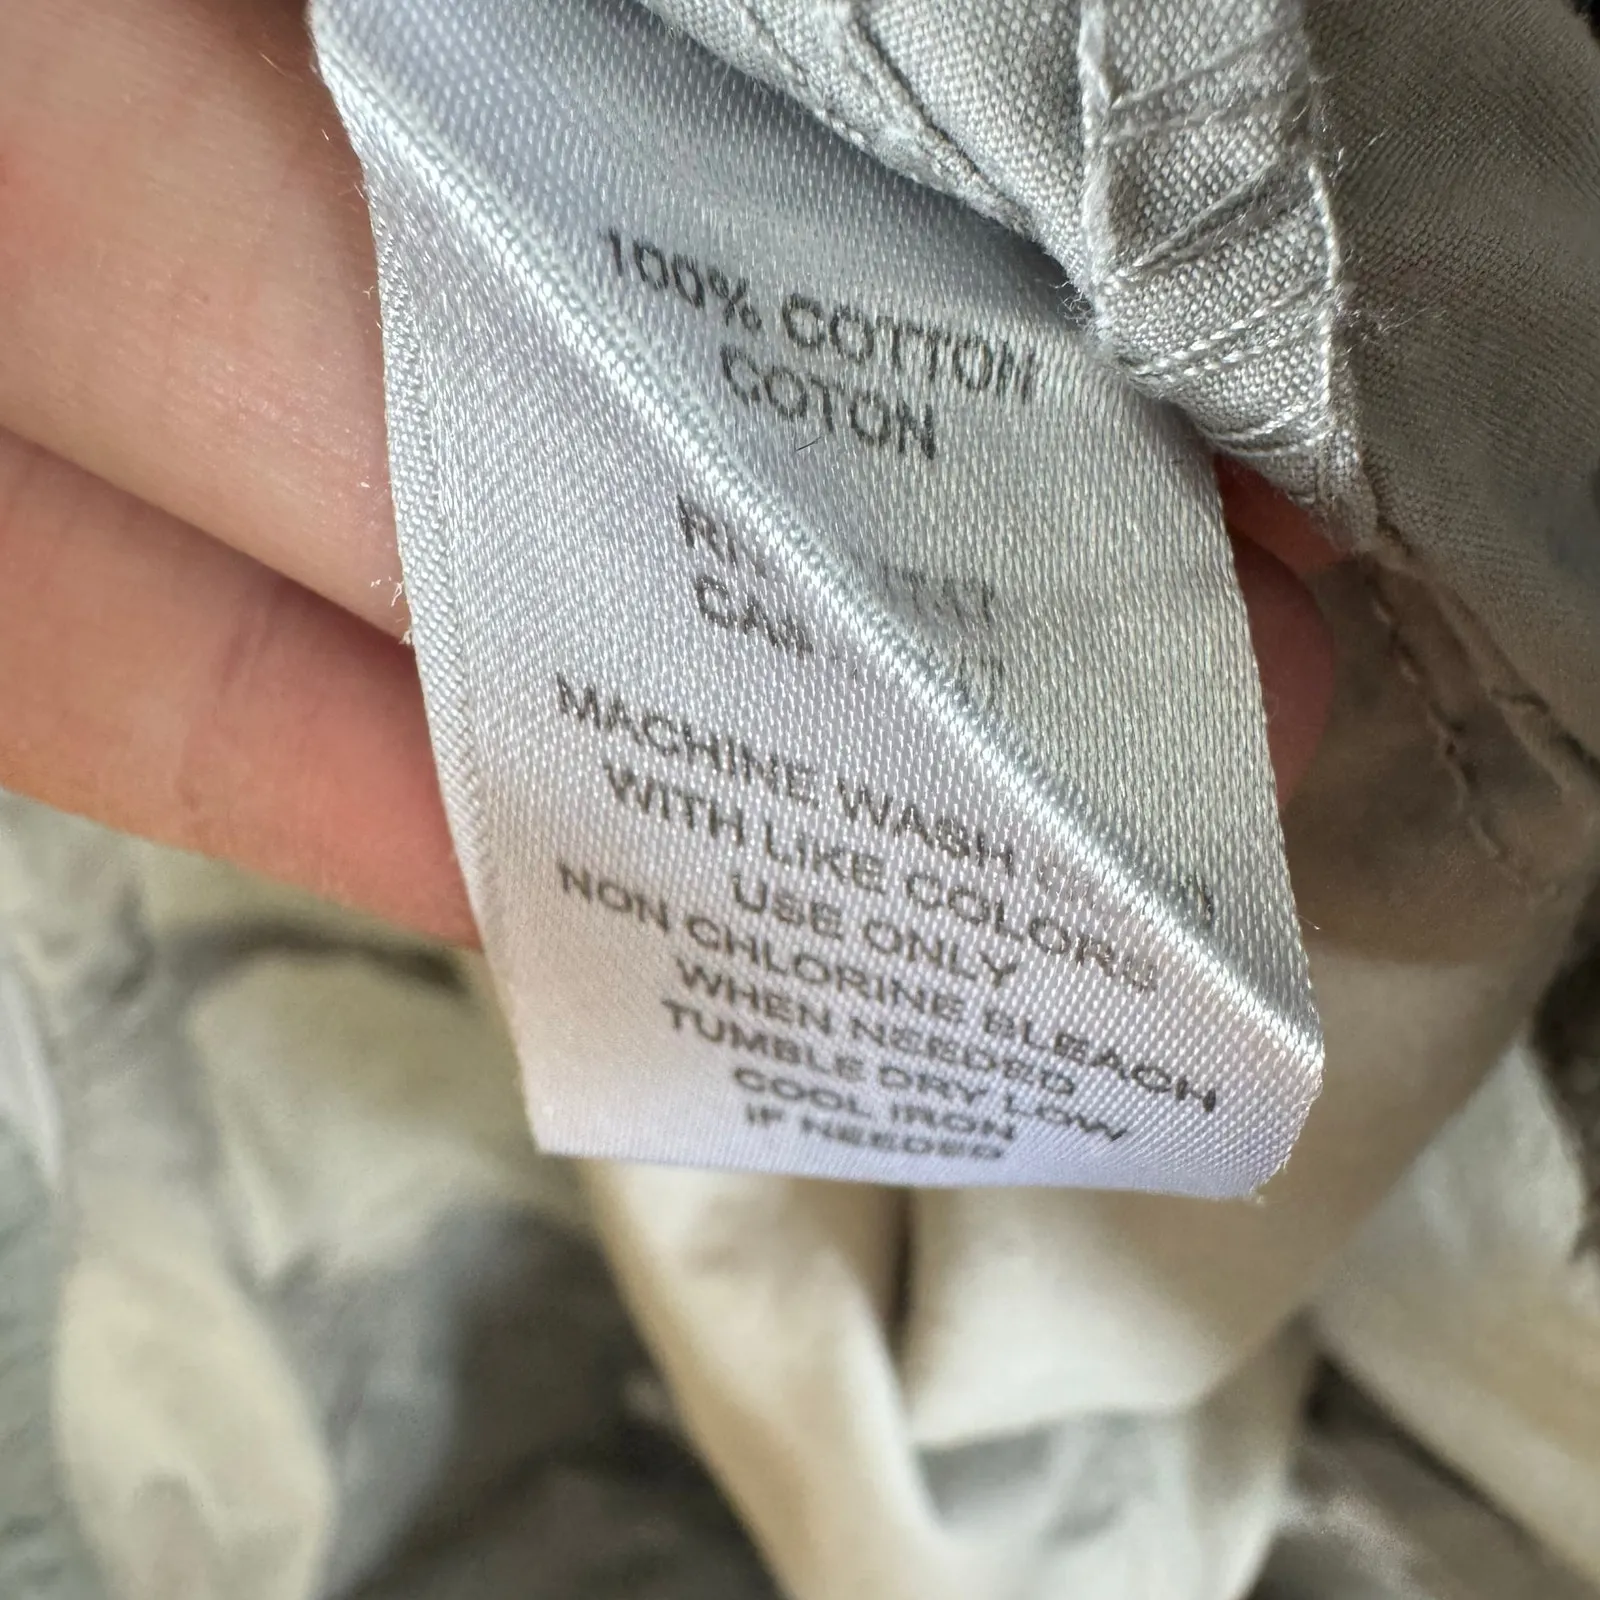 100% COTTON
COTON
MACHINE WASH
WITH LIKE COLORS
USE ONLY
NON CHLORINE BLEACH
WHEN NEEDED
TUMBLE DRY LOW
COOL IRON
IF NEEDED